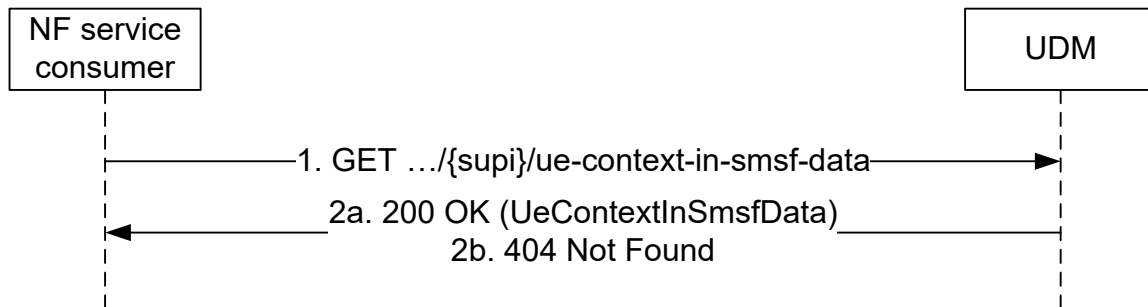 NF service
consumer
UDM
1. GET …/{supi}/ue-context-in-smsf-data
2a. 200 OK (UeContextInSmsfData)
2b. 404 Not Found